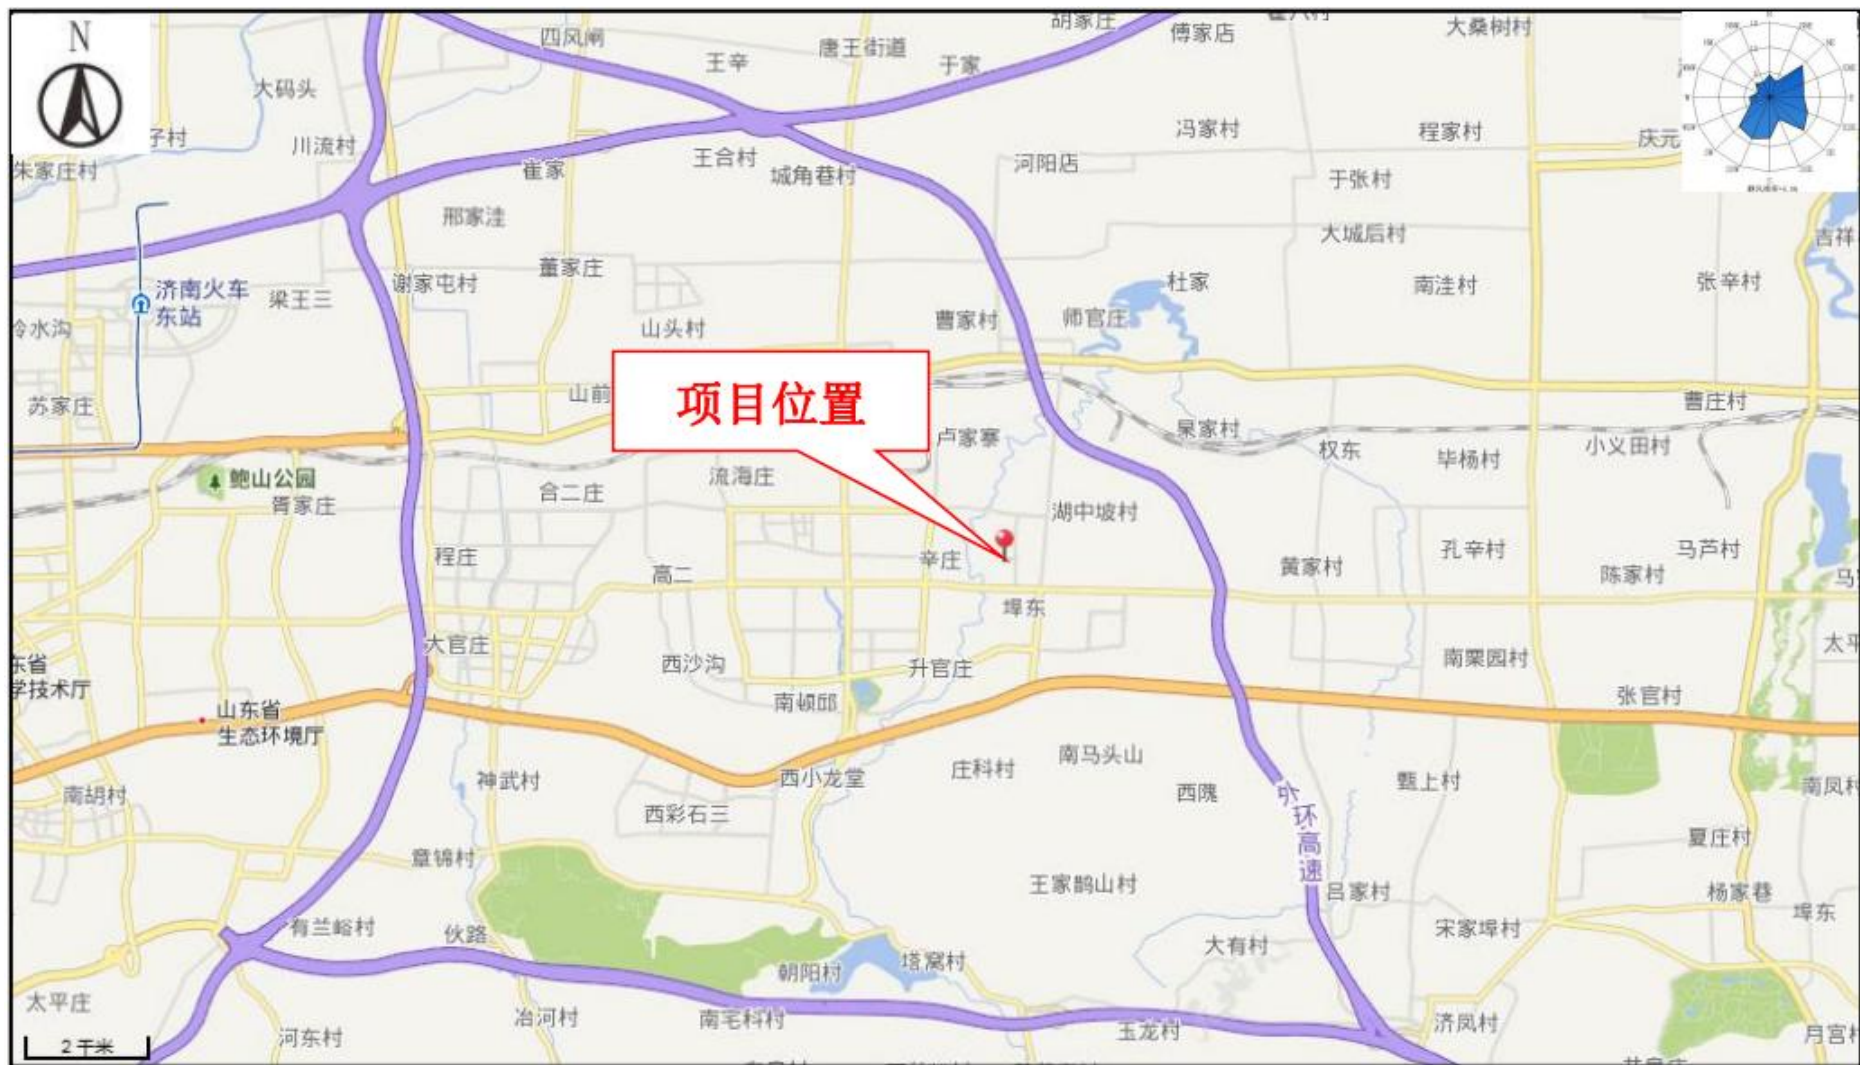 N
胡家庄
大桑树村
四风闸
唐王街道
傅家店
王辛
于家
大码头
子村
川流村
冯家村
程家村
庆元
朱家庄村
崔家
王合村
城角巷村
河阳店
于张村
邢家洼
大城后村
吉祥
济南火车
东站
梁王三
谢家屯村
董家庄
杜家
南洼村
张辛村
冷水沟
山头村
曹家村
师官庄
项目位置
苏家庄
山前
曹庄村
卢家寨
杲家村
权东
毕杨村
小义田村
鲍山公园
胥家庄
合二庄
流海庄
湖中坡村
程庄
高二
辛庄
黄家村
孔辛村
陈家村
马芦村
埠东
大官庄
西沙沟
升官庄
南栗园村
太平
东省
学技术厅
山东省
生态环境厅
南顿邱
张官村
神武村
西小龙堂
庄科村
南马头山
西隗
甄上村
南凤村
南胡村
西彩石三
外环高速
夏庄村
章锦村
王家鹊山村
吕家村
杨家巷
埠东
有兰峪村
伙路
大有村
宋家埠村
朝阳村
塔窝村
太平庄
冶河村
南宅科村
玉龙村
济凤村
河东村
月宫村
2 千米